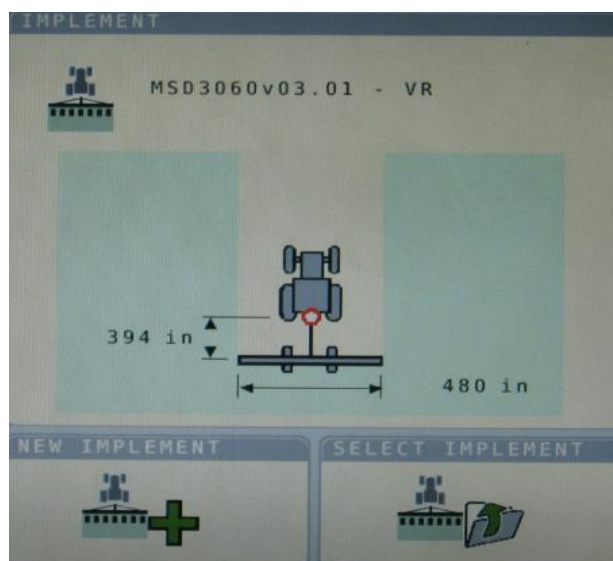 IMPLEMENT
MSD3060v03.01 - VR
394 in
480 in
NEW IMPLEMENT
SELECT IMPLEMENT